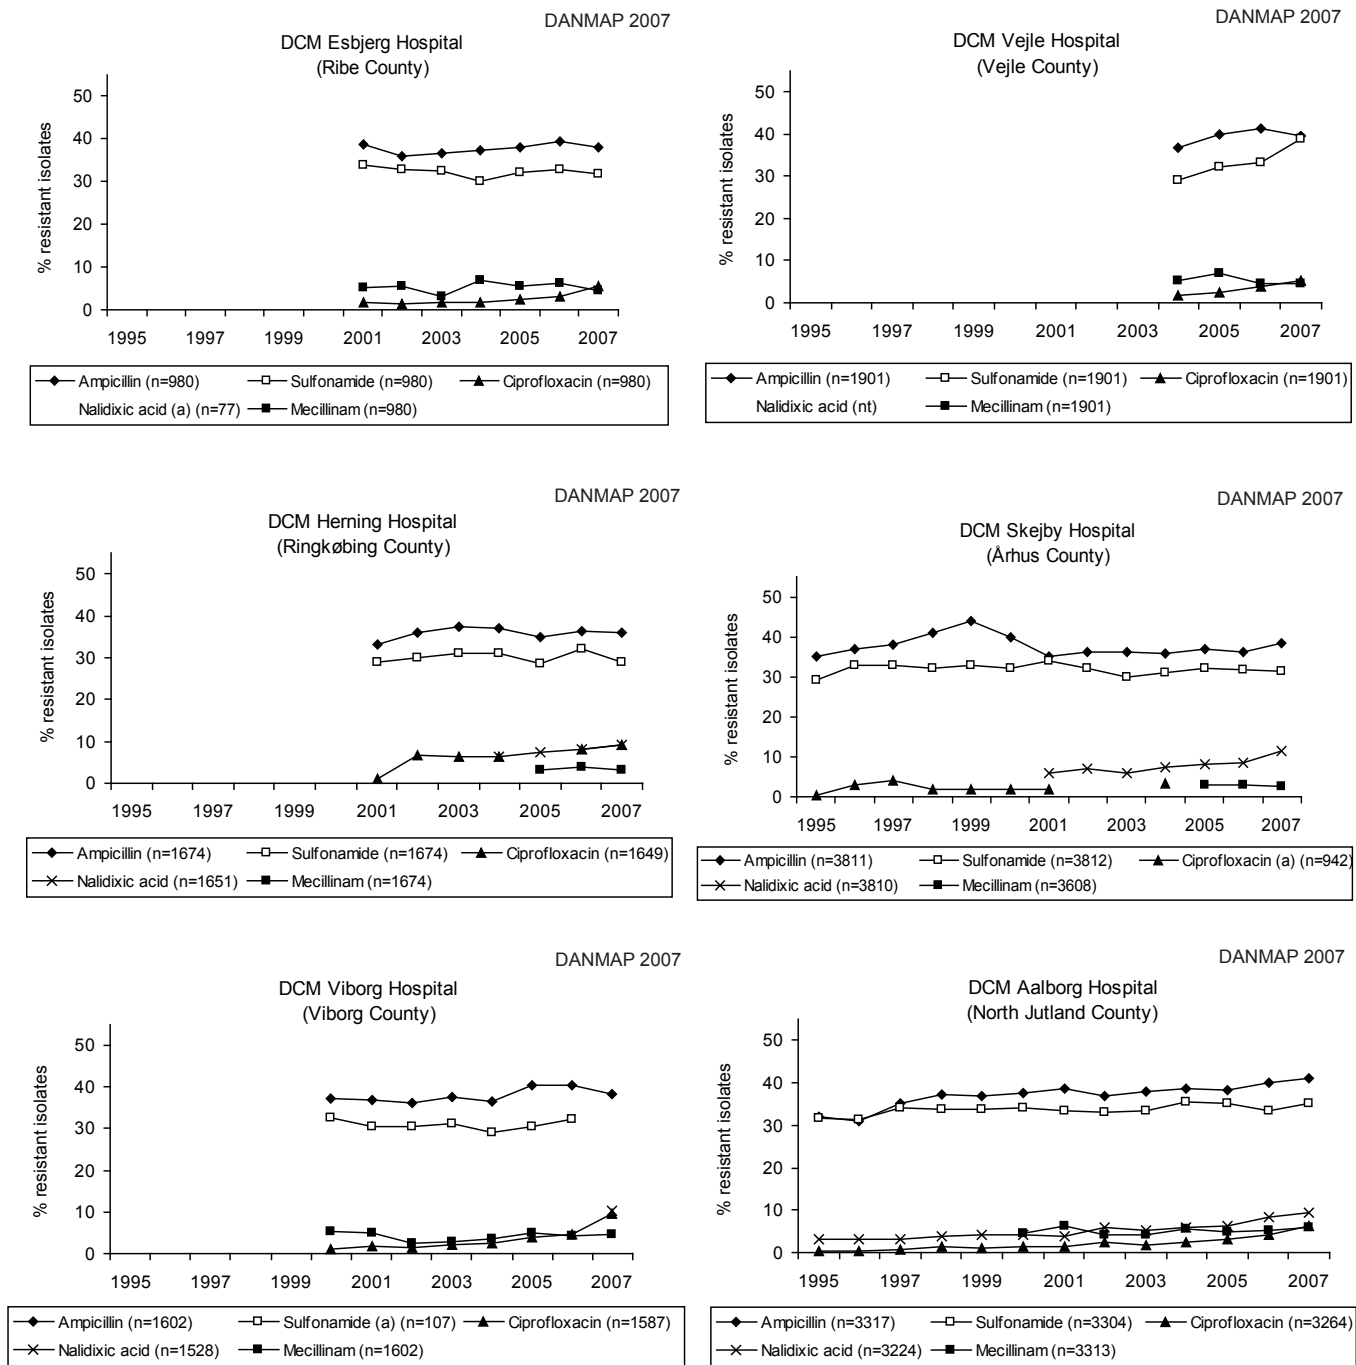 DANMAP 2007
DCM Esbjerg Hospital
(Ribe County)
% resistant isolates
50
40
30
20
10
0
1995 1997 1999 2001 2003 2005 2007
Ampicillin (n=980) Sulfonamide (n=980) Ciprofloxacin (n=980)
Nalidixic acid (a) (n=77) Mecillinam (n=980)
DANMAP 2007
DCM Vejle Hospital
(Vejle County)
% resistant isolates
50
40
30
20
10
0
1995 1997 1999 2001 2003 2005 2007
Ampicillin (n=1901) Sulfonamide (n=1901) Ciprofloxacin (n=1901)
Nalidixic acid (nt) Mecillinam (n=1901)
DANMAP 2007
DCM Herning Hospital
(Ringkøbing County)
% resistant isolates
50
40
30
20
10
0
1995 1997 1999 2001 2003 2005 2007
Ampicillin (n=1674) Sulfonamide (n=1674) Ciprofloxacin (n=1649)
Nalidixic acid (n=1651) Mecillinam (n=1674)
DANMAP 2007
DCM Skejby Hospital
(Århus County)
% resistant isolates
50
40
30
20
10
0
1995 1997 1999 2001 2003 2005 2007
Ampicillin (n=3811) Sulfonamide (n=3812) Ciprofloxacin (a) (n=942)
Nalidixic acid (n=3810) Mecillinam (n=3608)
DANMAP 2007
DCM Viborg Hospital
(Viborg County)
% resistant isolates
50
40
30
20
10
0
1995 1997 1999 2001 2003 2005 2007
Ampicillin (n=1602) Sulfonamide (a) (n=107) Ciprofloxacin (n=1587)
Nalidixic acid (n=1528) Mecillinam (n=1602)
DANMAP 2007
DCM Aalborg Hospital
(North Jutland County)
% resistant isolates
50
40
30
20
10
0
1995 1997 1999 2001 2003 2005 2007
Ampicillin (n=3317) Sulfonamide (n=3304) Ciprofloxacin (n=3264)
Nalidixic acid (n=3224) Mecillinam (n=3313)